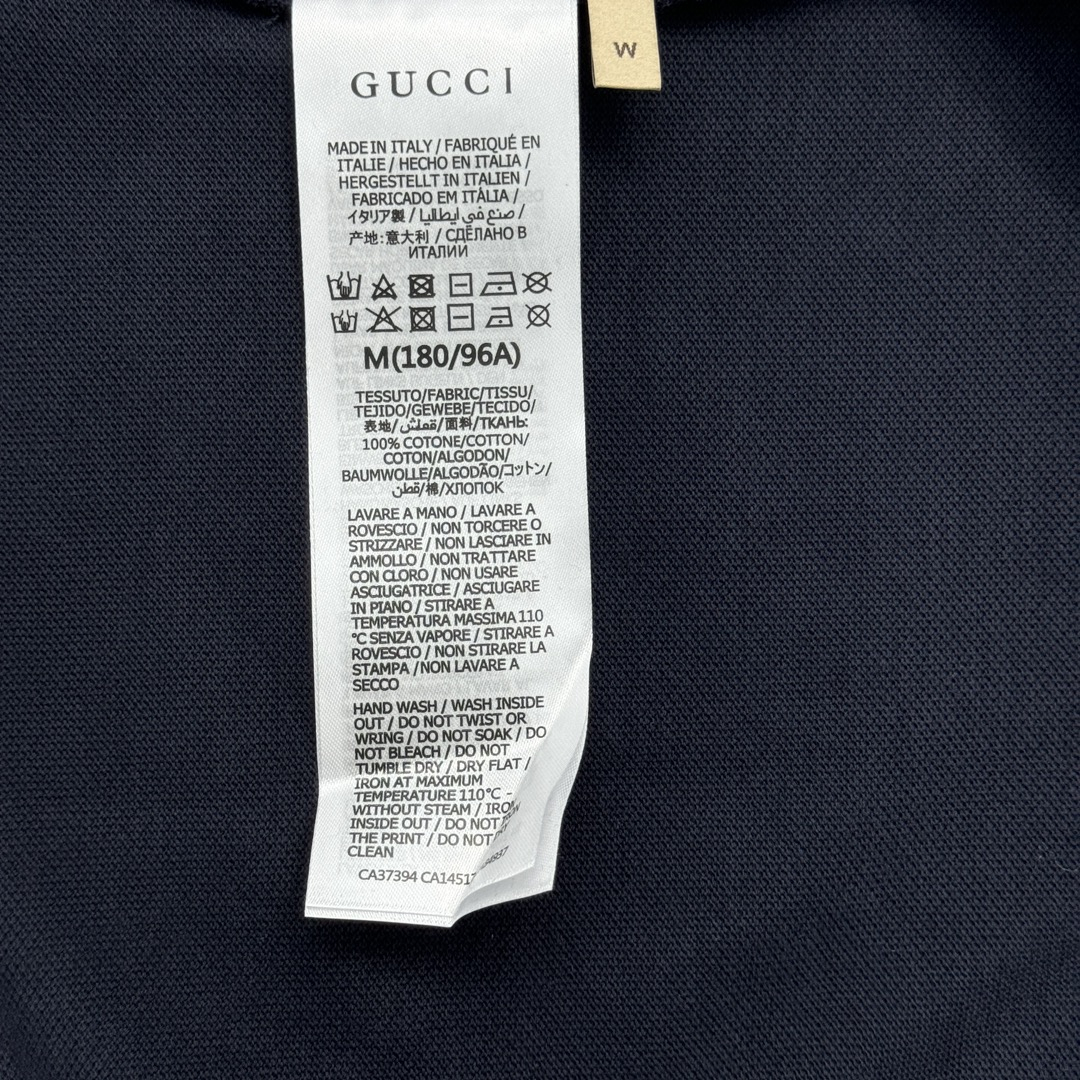 GUCCI
W
MADE IN ITALY / FABRIQUÉ EN
ITALIE / HECHO EN ITALIA /
HERGESTELLT IN ITALIEN /
FABRICADO EM ITÁLIA /
イタリア製 / صنع في ايطاليا /
产地:意大利 / СДЕЛАНО В
ИТАЛИИ
M(180/96A)
TESSUTO/FABRIC/TISSU/
TEJIDO/GEWEBE/TECIDO/
表地/قماش/面料/ТКАНЬ:
100% COTONE/COTTON/
COTON/ALGODON/
BAUMWOLLE/ALGODÃO/コットン/
قطن/棉/ХЛОПОК
LAVARE A MANO / LAVARE A
ROVESCIO / NON TORCERE O
STRIZZARE / NON LASCIARE IN
AMMOLLO / NON TRATTARE
CON CLORO / NON USARE
ASCIUGATRICE / ASCIUGARE
IN PIANO / STIRARE A
TEMPERATURA MASSIMA 110
°C SENZA VAPORE / STIRARE A
ROVESCIO / NON STIRARE LA
STAMPA /NON LAVARE A
SECCO
HAND WASH / WASH INSIDE
OUT / DO NOT TWIST OR
WRING / DO NOT SOAK / DO
NOT BLEACH / DO NOT
TUMBLE DRY / DRY FLAT /
IRON AT MAXIMUM
TEMPERATURE 110°C -
WITHOUT STEAM / IRON
INSIDE OUT / DO NOT IRON
THE PRINT / DO NOT
CLEAN
CA37394